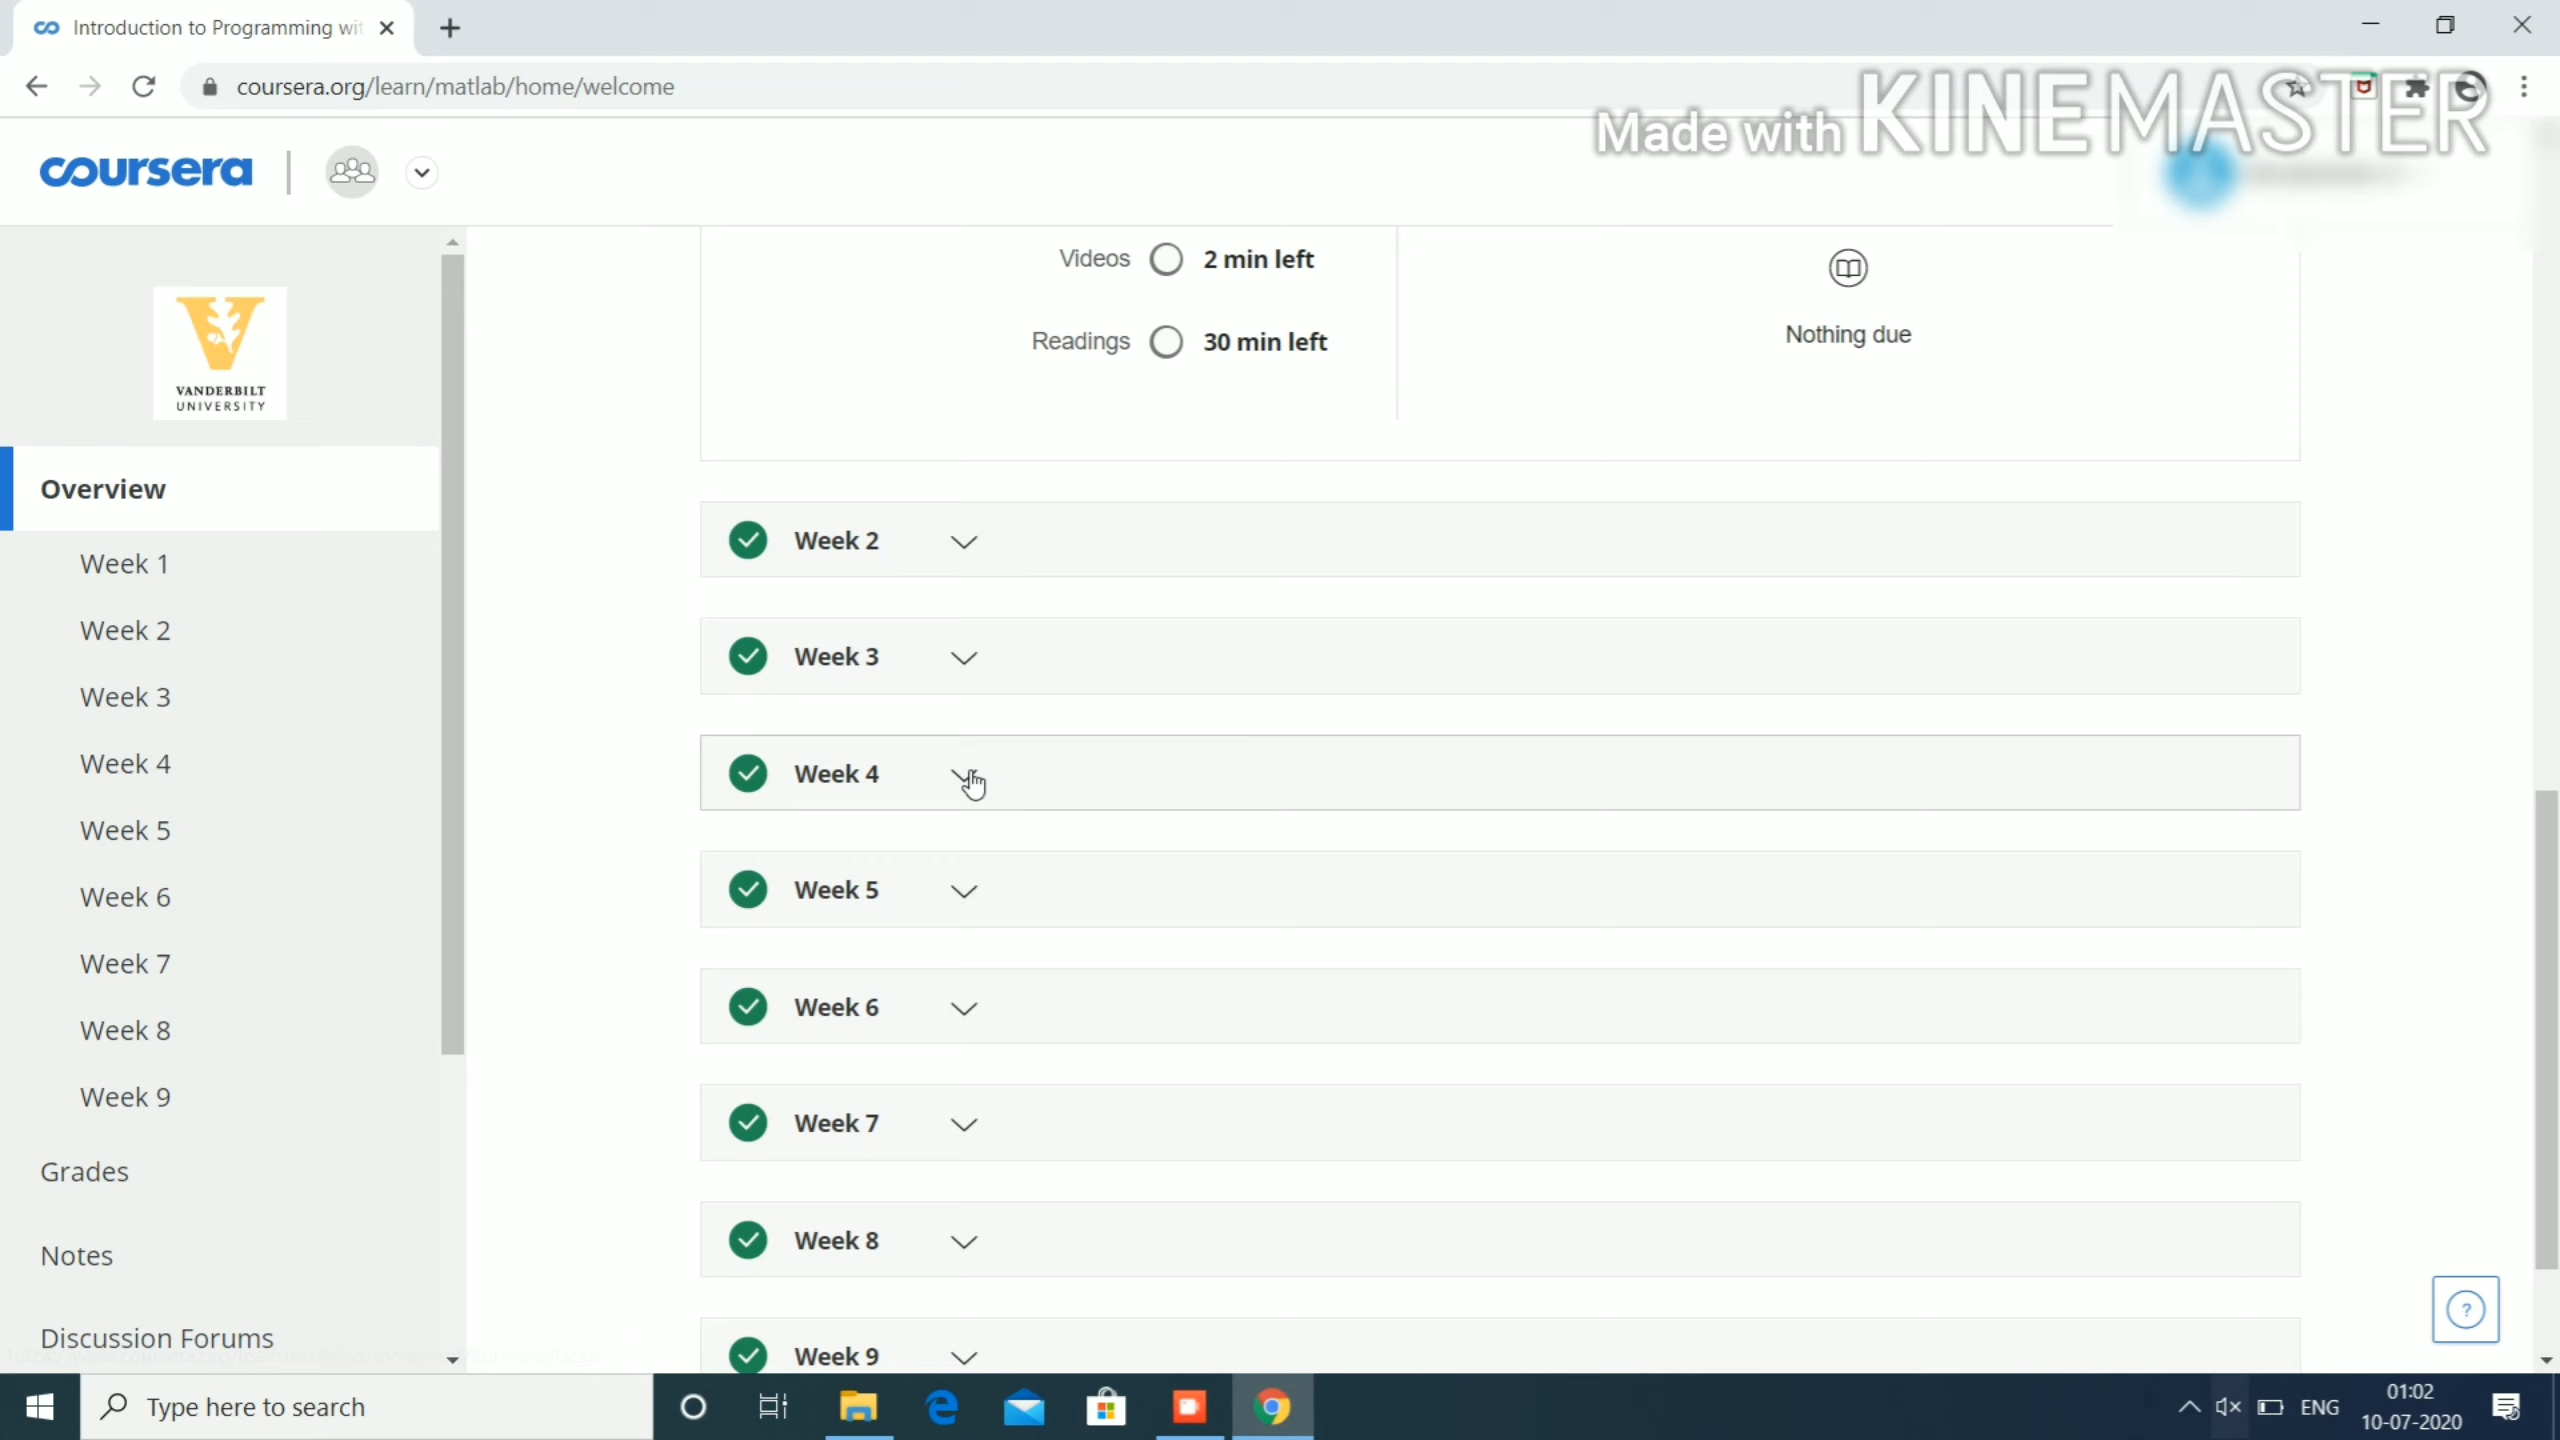 Introduction to Programming wit
coursera.org/learn/matlab/home/welcome
Made with KINEMASTER
coursera
VANDERBILT
UNIVERSITY
Overview
Week 1
Week 2
Week 3
Week 4
Week 5
Week 6
Week 7
Week 8
Week 9
Grades
Notes
Discussion Forums
Videos 2 min left
Readings 30 min left
Nothing due
Week 2
Week 3
Week 4
Week 5
Week 6
Week 7
Week 8
Week 9
?
Type here to search
ENG
01:02
10-07-2020